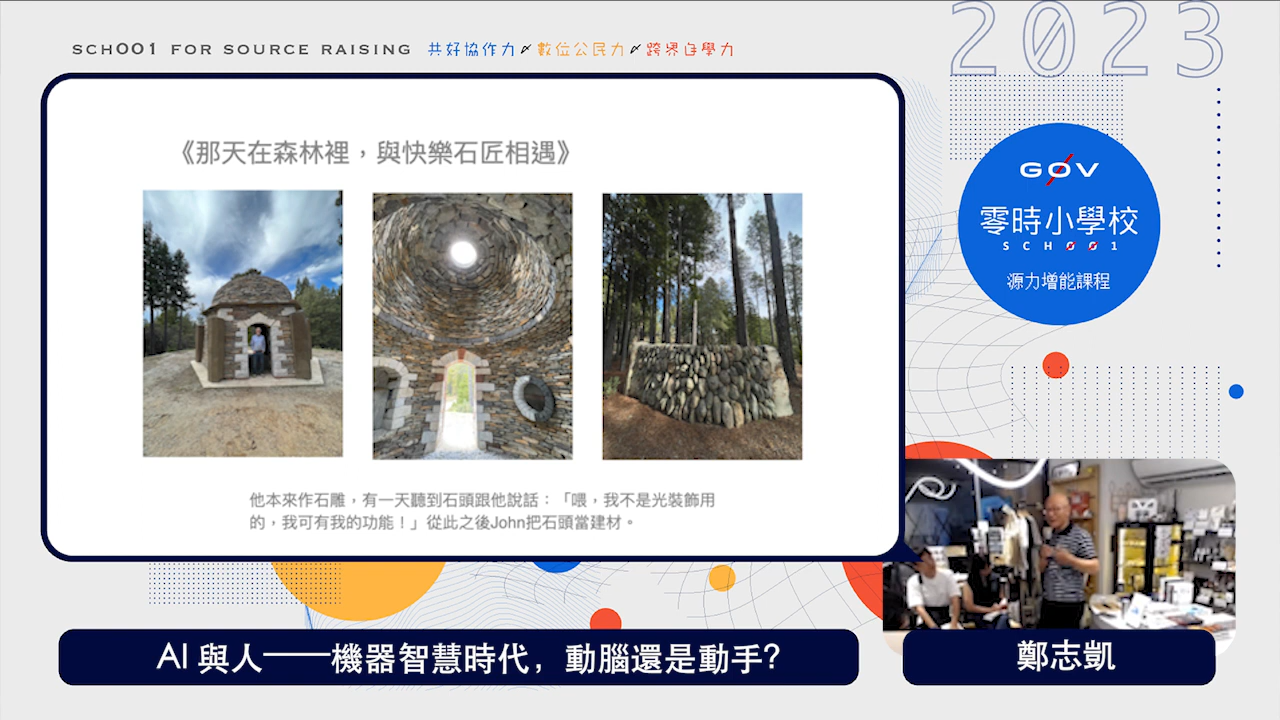 SCH001 FOR SOURCE RAISING 共好協作力 數位公民力 跨界自學力
2023
《那天在森林裡，與快樂石匠相遇》
他本來作石雕，有一天聽到石頭跟他說話：「喂，我不是光裝飾用
的，我可有我的功能！」從此之後John把石頭當建材。
G0V
零時小學校
SCH001
源力增能課程
AI 與人——機器智慧時代，動腦還是動手?
鄭志凱